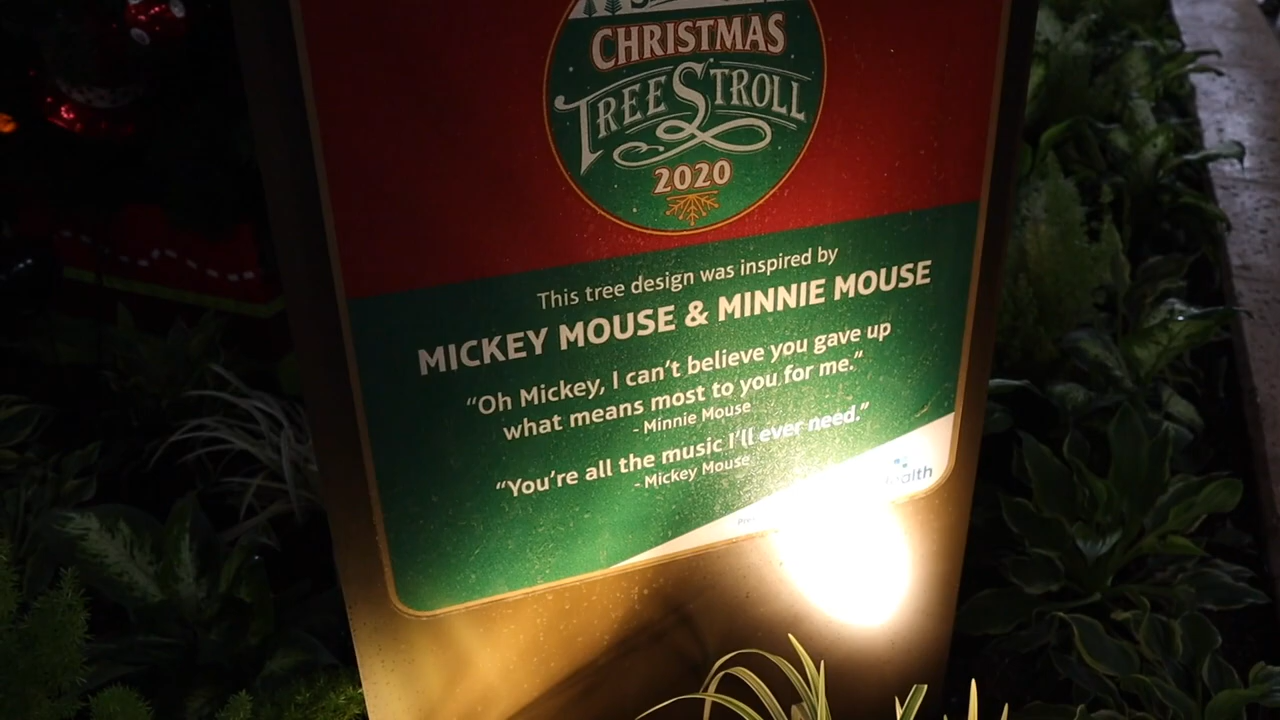 CHRISTMAS
TREE STROLL
2020
This tree design was inspired by
MICKEY MOUSE & MINNIE MOUSE
“Oh Mickey, I can’t believe you gave up
what means most to you for me.”
- Minnie Mouse
“You’re all the music I’ll ever need.”
- Mickey Mouse